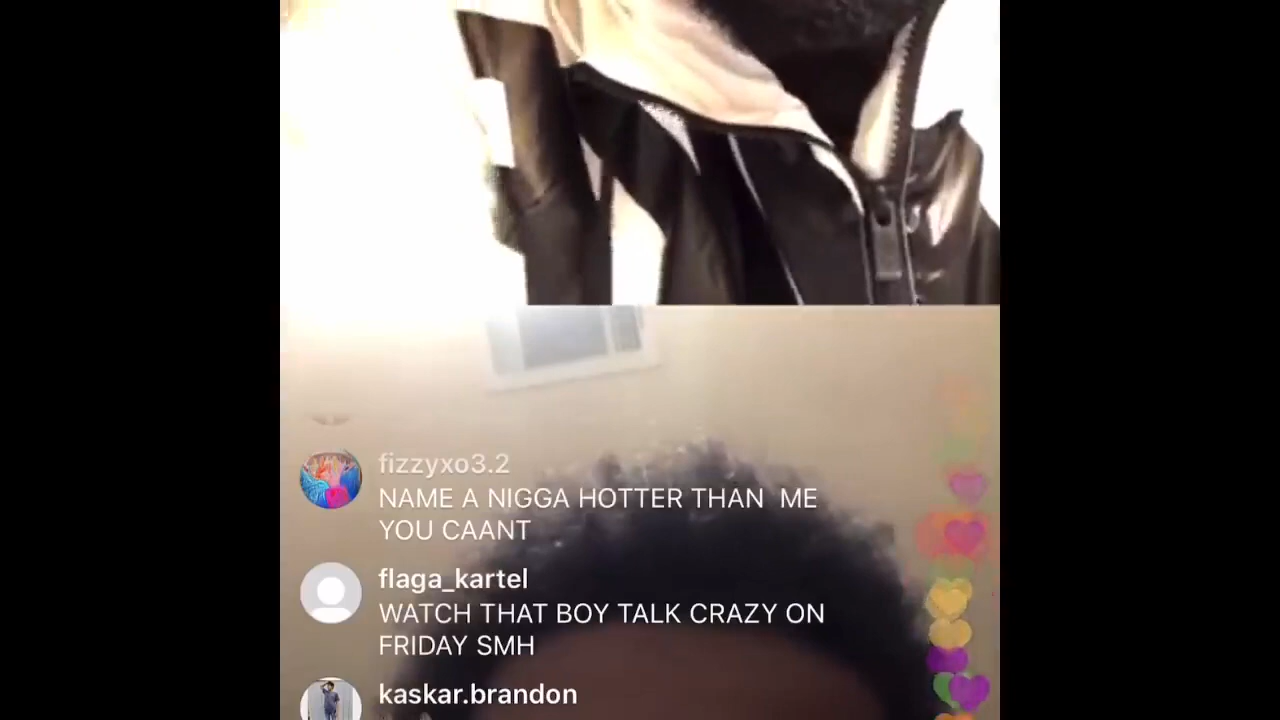 fizzyxo3.2
NAME A NIGGA HOTTER THAN ME
YOU CAANT
flaga_kartel
WATCH THAT BOY TALK CRAZY ON
FRIDAY SMH
kaskar.brandon